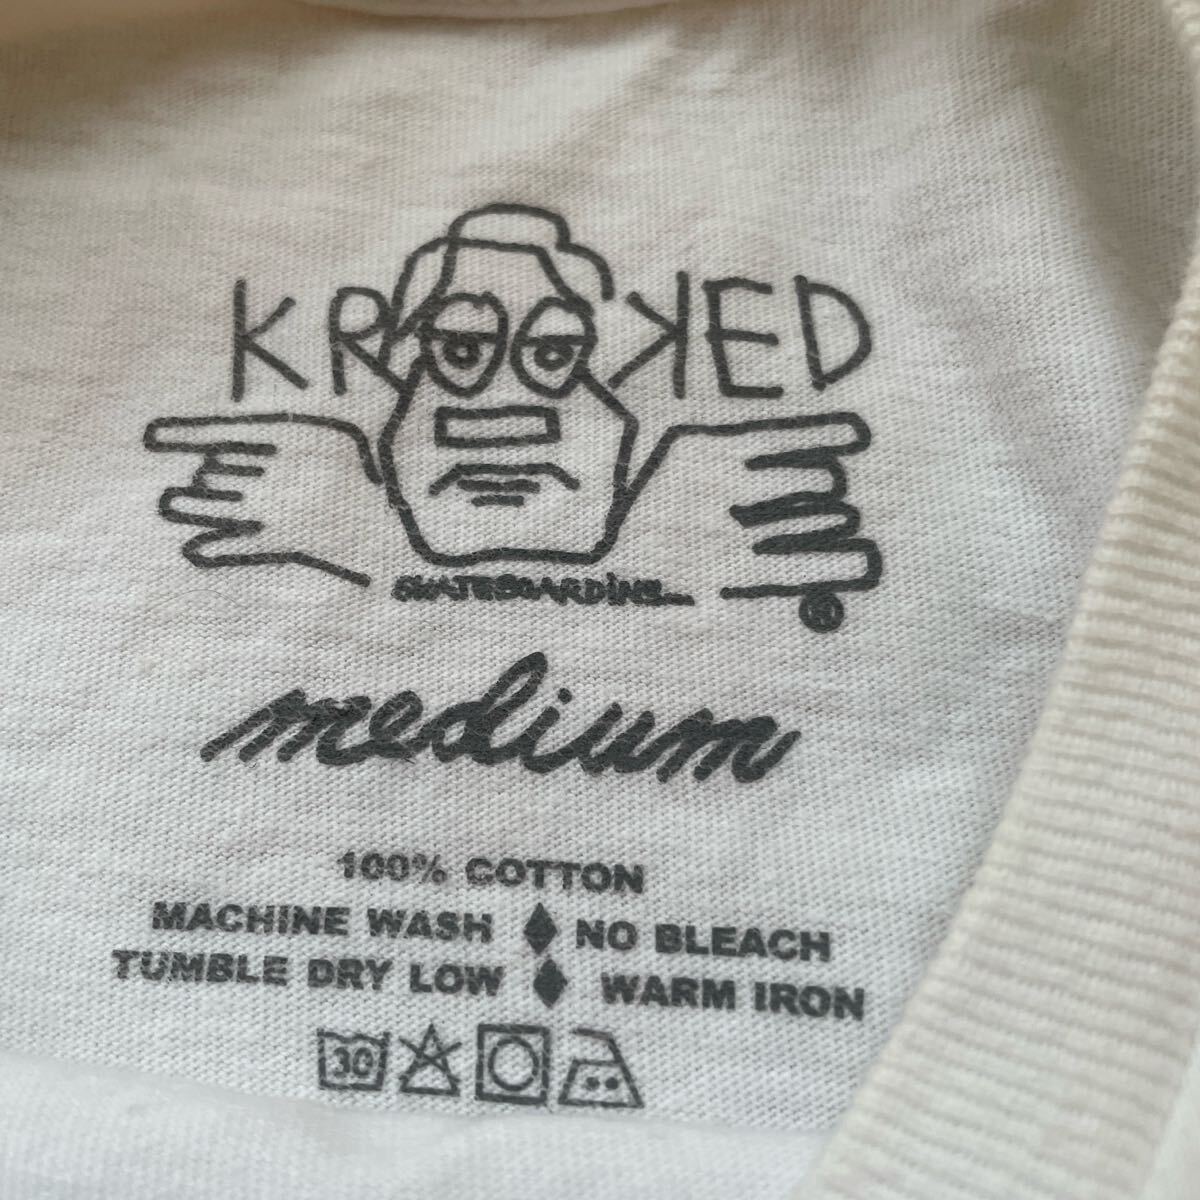 KROOKED
SKATEBOARDING
®
medium
100% COTTON
MACHINE WASH ♦ NO BLEACH
TUMBLE DRY LOW ♦ WARM IRON
30